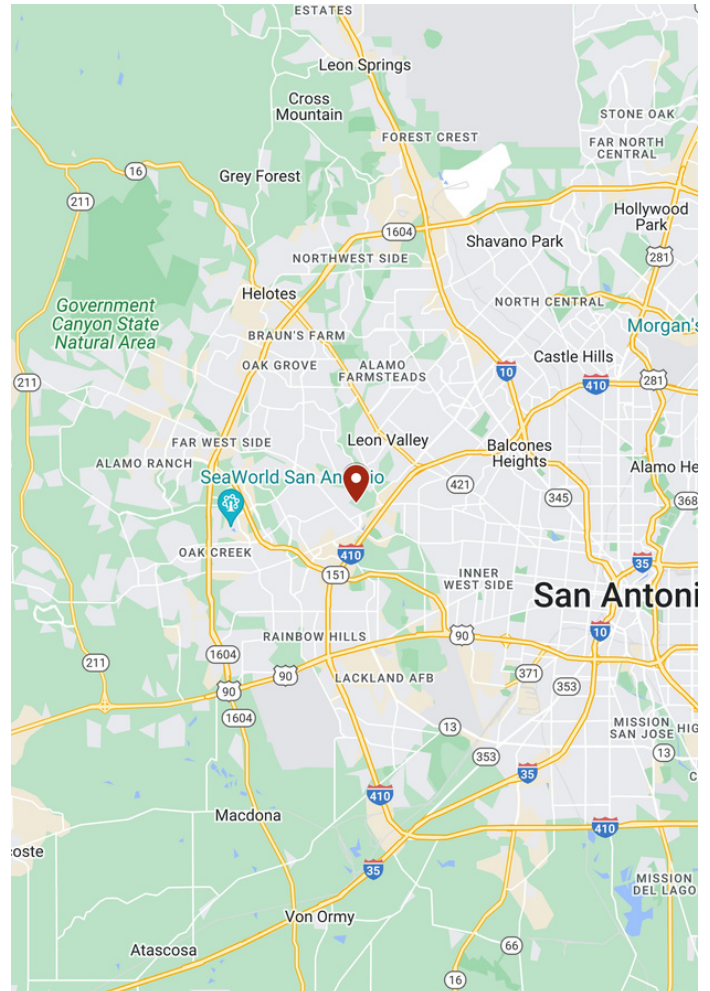 ESTATES
Leon Springs
Cross
Mountain
STONE OAK
FOREST CREST
FAR NORTH
CENTRAL
16
Grey Forest
211
Hollywood
Park
1604
Shavano Park
281
NORTHWEST SIDE
Helotes
NORTH CENTRAL
Government
Canyon State
Natural Area
BRAUN'S FARM
Morgan's
Castle Hills
OAK GROVE
ALAMO
FARMSTEADS
10
410
281
211
FAR WEST SIDE
Leon Valley
Balcones
Heights
ALAMO RANCH
SeaWorld San Antonio
421
Alamo He
345
368
OAK CREEK
410
35
151
INNER
WEST SIDE
San Antoni
10
RAINBOW HILLS
90
1604
211
90
90
LACKLAND AFB
371
353
1604
13
MISSION
SAN JOSE
HIG
353
13
35
C
410
Macdona
410
coste
35
MISSION
DEL LAGO
Von Ormy
Atascosa
66
16